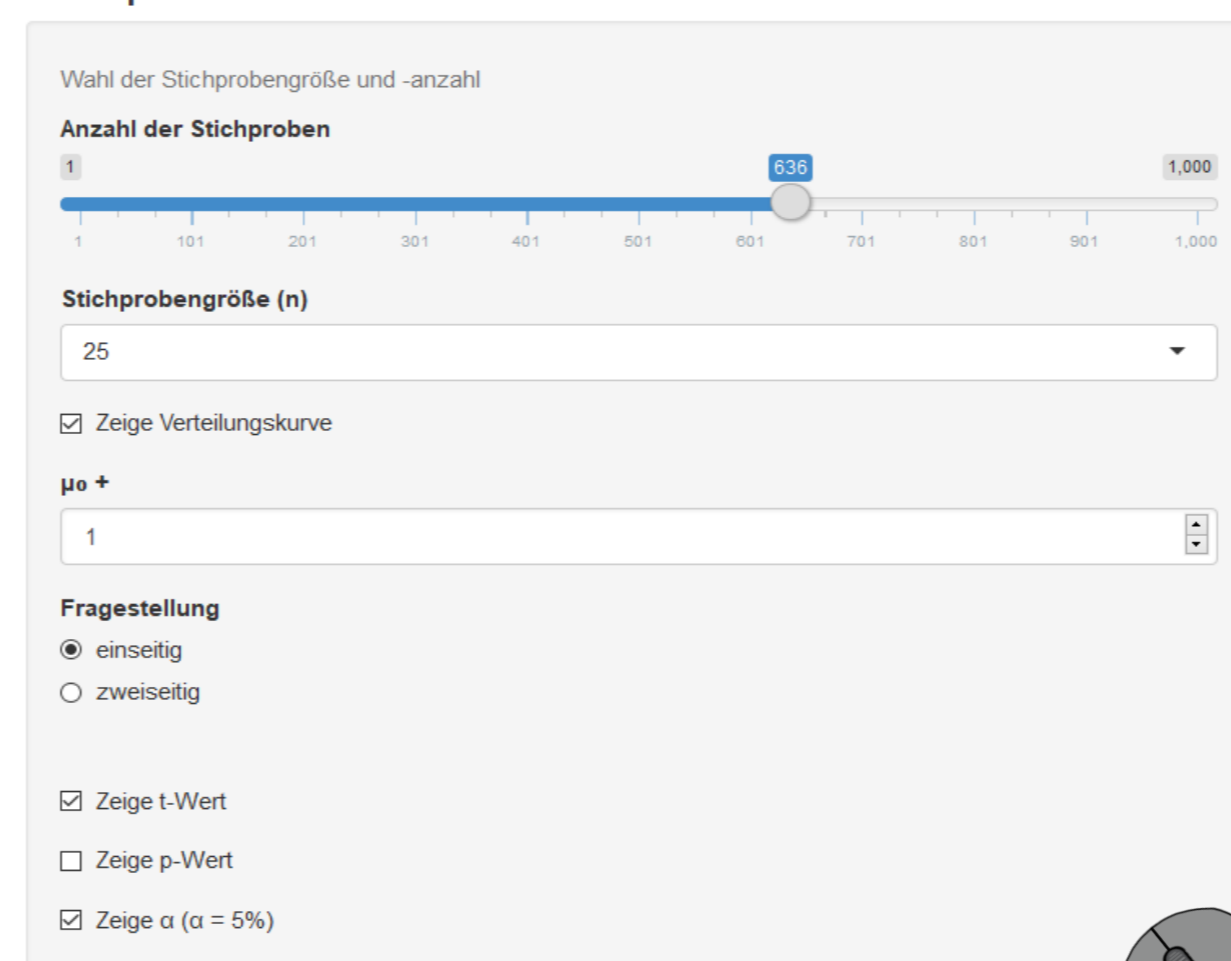 Wahl der Stichprobengröße und -anzahl
Anzahl der Stichproben
1 636 1,000
1 101 201 301 401 501 601 701 801 901 1,000
Stichprobengröße (n)
25
Zeige Verteilungskurve
μ₀ +
1
Fragestellung
einseitig
zweiseitig
Zeige t-Wert
Zeige p-Wert
Zeige α (α = 5%)